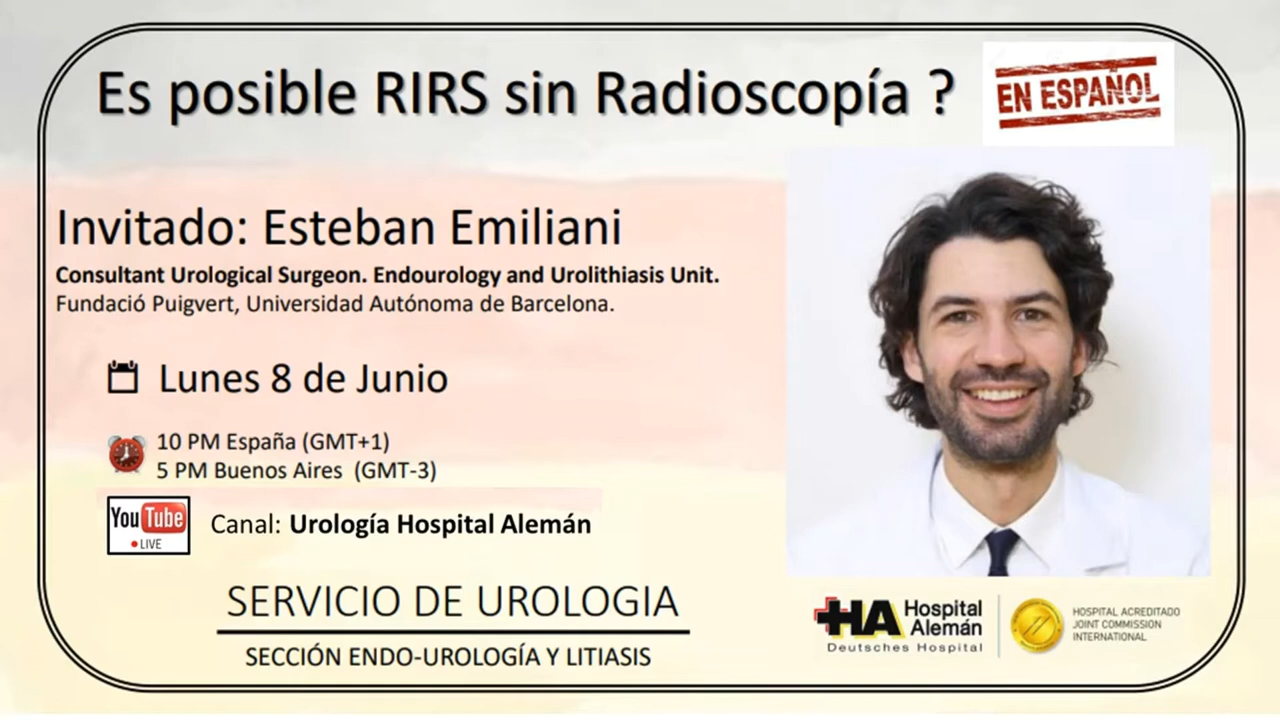 Es posible RIRS sin Radioscopía ?
EN ESPAÑOL
Invitado: Esteban Emiliani
Consultant Urological Surgeon. Endourology and Urolithiasis Unit.
Fundació Puigvert, Universidad Autónoma de Barcelona.
Lunes 8 de Junio
10 PM España (GMT+1)
5 PM Buenos Aires (GMT-3)
YouTube
LIVE
Canal: Urología Hospital Alemán
SERVICIO DE UROLOGIA
SECCIÓN ENDO-UROLOGÍA Y LITIASIS
HA Hospital
Alemán
Deutsches Hospital
HOSPITAL ACREDITADO
JOINT COMMISSION
INTERNATIONAL